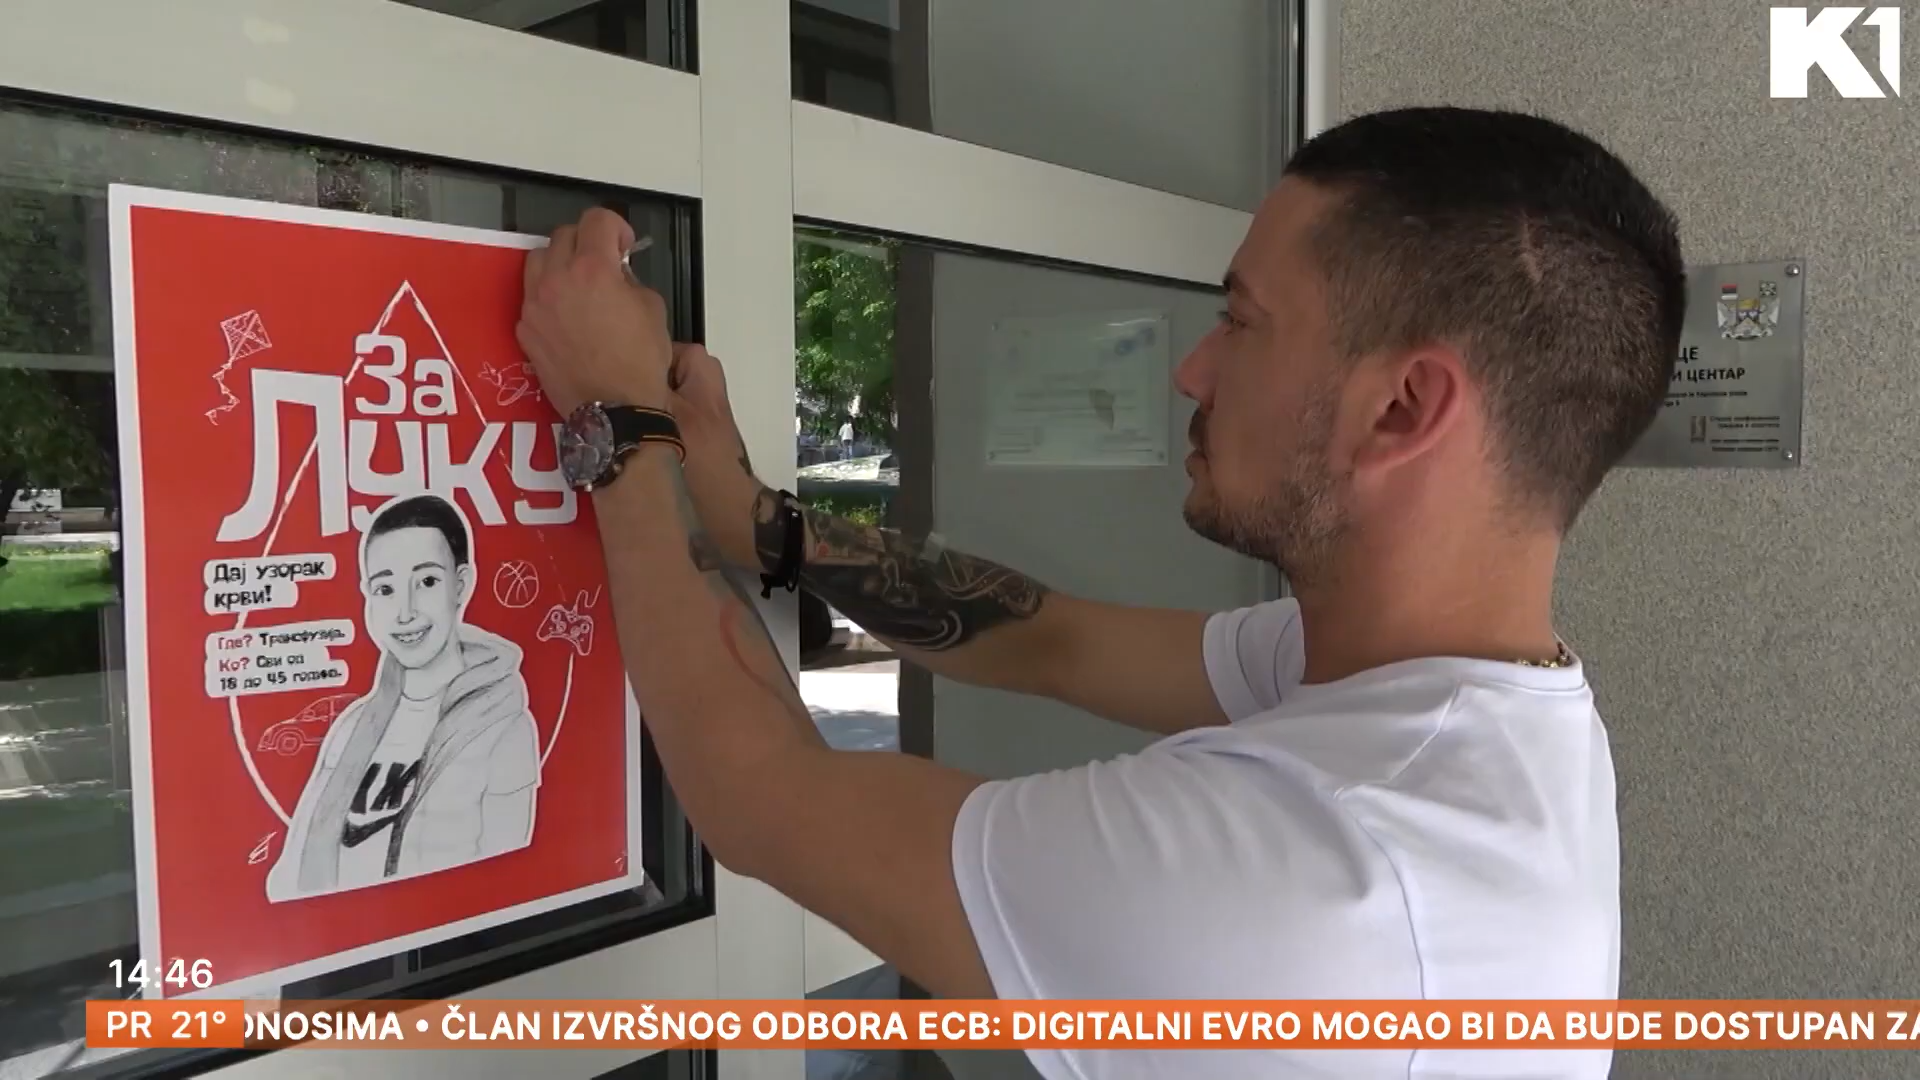 K1
За
Луку
Дај узорак
крви!
Где? Трансфузија.
Ко? Сви од
18 до 45 година.
ЦЕ
И ЦЕНТАР
14:46
PR 21° ONOSIMA • ČLAN IZVRŠNOG ODBORA ECB: DIGITALNI EVRO MOGAO BI DA BUDE DOSTUPAN ZA